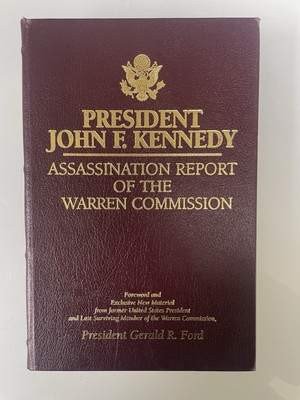 PRESIDENT
JOHN F. KENNEDY
ASSASSINATION REPORT
OF THE
WARREN COMMISSION
Foreword and
Exclusive New Material
from former United States President
and Last Surviving Member of the Warren Commission,
President Gerald R. Ford